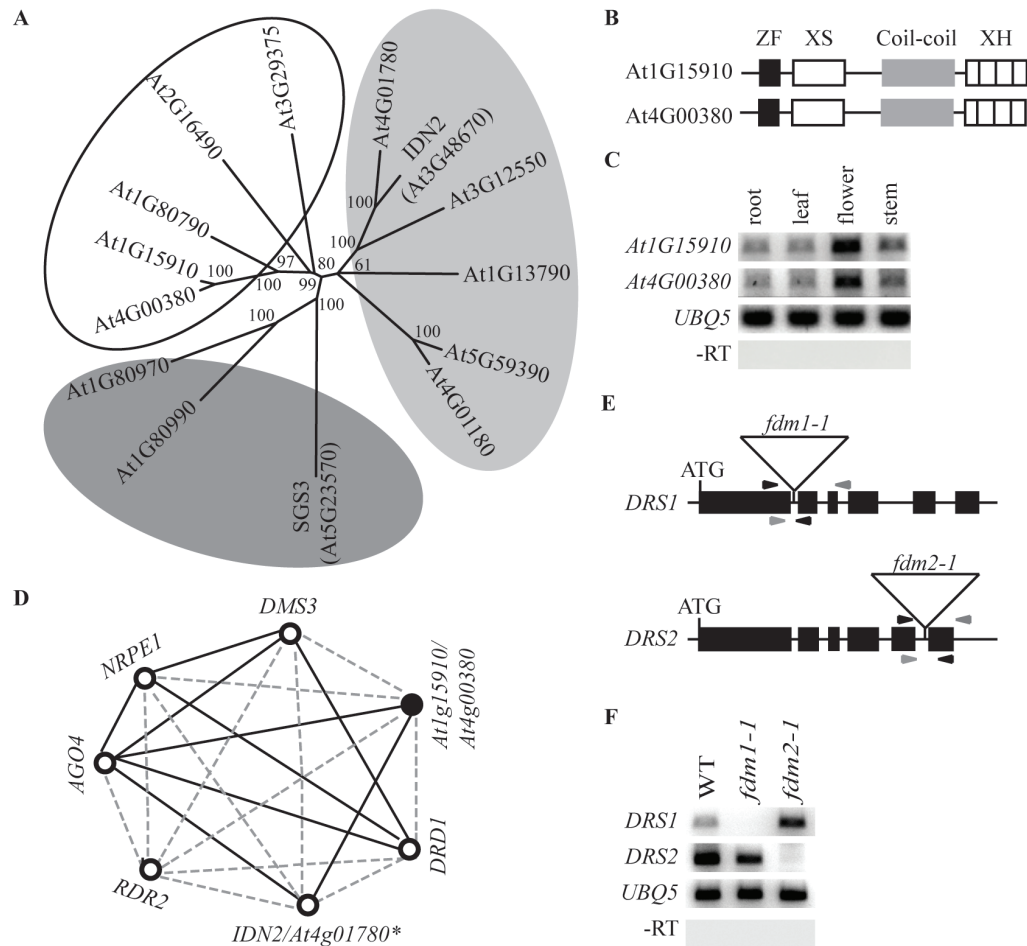 A
At2G16490
At3G29375
At1G80790
At1G15910
At4G00380
At4G01780
IDN2
(At3G48670)
At3G12550
At1G13790
At5G59390
At4G01180
At1G80970
At1G80990
SGS3
(At5G23570)
100
100
61
100
80
97
99
100
100
100
100
B
ZF XS Coil-coil XH
At1G15910
At4G00380
C
root leaf flower stem
At1G15910
At4G00380
UBQ5
-RT
D
DMS3
NRPE1
At1g15910/
At4g00380
AGO4
DRD1
RDR2
IDN2/At4g01780*
E
fdm1-1
ATG
DRS1
fdm2-1
ATG
DRS2
F
WT fdm1-1 fdm2-1
DRS1
DRS2
UBQ5
-RT